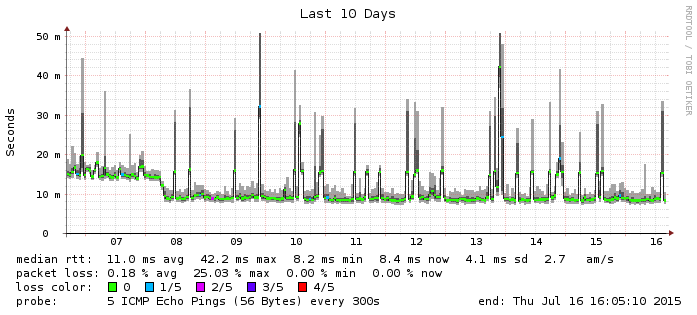 Last 10 Days
RRDTOOL / TOBI OETIKER
Seconds
50 m
40 m
30 m
20 m
10 m
0
07 08 09 10 11 12 13 14 15 16
median rtt: 11.0 ms avg 42.2 ms max 8.2 ms min 8.4 ms now 4.1 ms sd 2.7 am/s
packet loss: 0.18 % avg 25.03 % max 0.00 % min 0.00 % now
loss color: 0 1/5 2/5 3/5 4/5
probe: 5 ICMP Echo Pings (56 Bytes) every 300s end: Thu Jul 16 16:05:10 2015